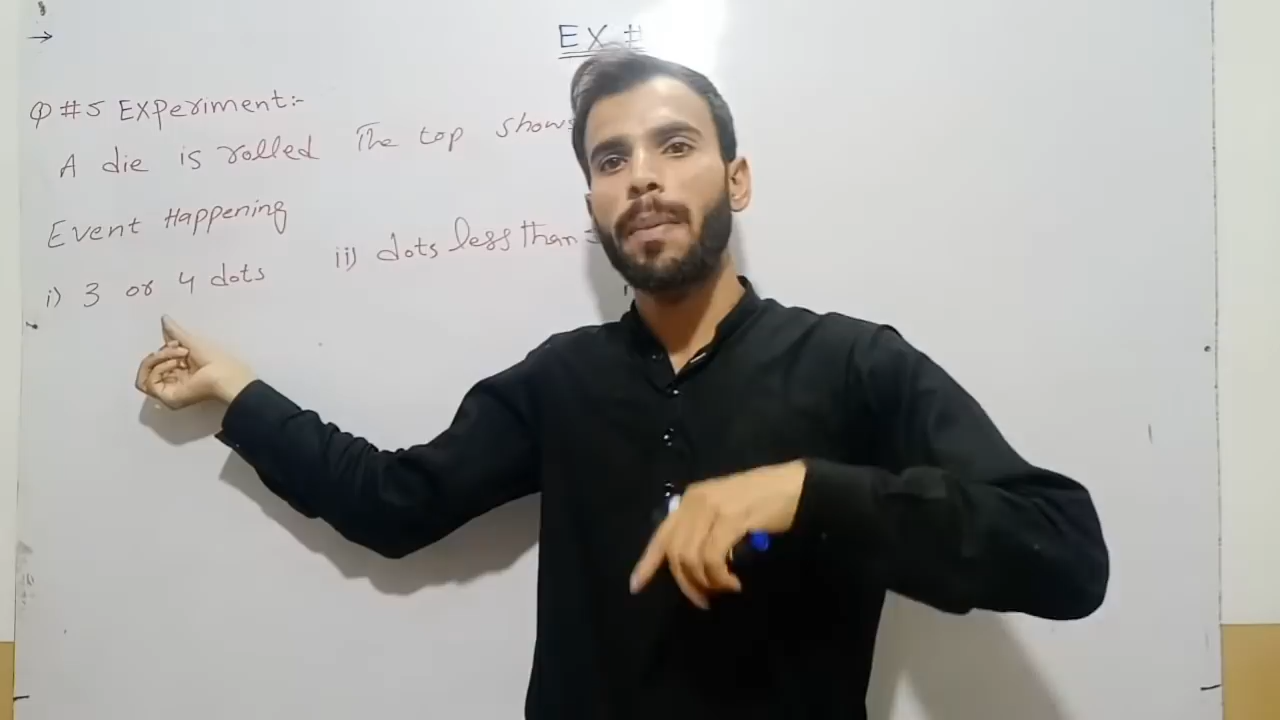 EX #
Q #5 Experiment:-
A die is rolled The top shows
Event Happening
i) 3 or 4 dots ii) dots less than